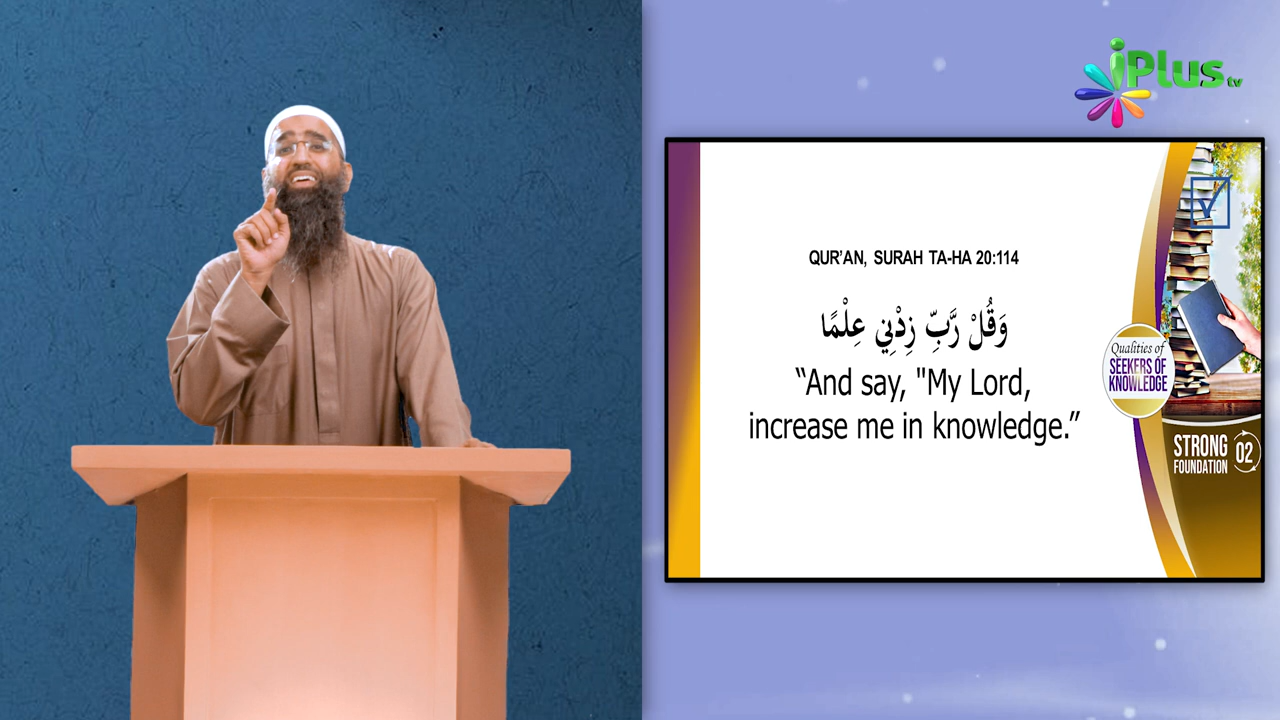 iPlus tv
QUR'AN, SURAH TA-HA 20:114
وَقُلْ رَّبِّ زِدْنِي عِلْمًا
“And say, "My Lord,
increase me in knowledge.”
Qualities of
SEEKERS OF
KNOWLEDGE
STRONG
FOUNDATION
02